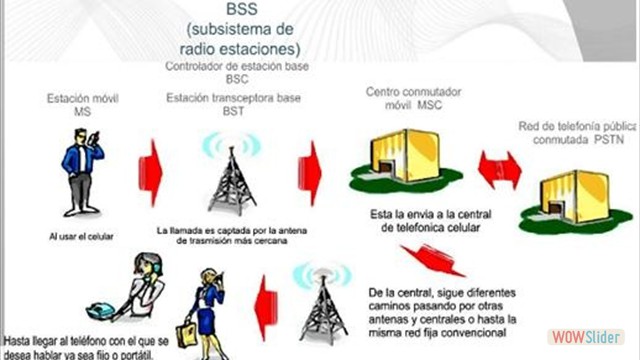 BSS
(subsistema de
radio estaciones)
Controlador de estación base
BSC
Estación móvil
MS
Estación transceptora base
BST
Centro conmutador
móvil MSC
Red de telefonía pública
conmutada PSTN
Al usar el celular
La llamada es captada por la antena
de trasmisión más cercana
Esta la envia a la central
de telefonica celular
De la central, sigue diferentes
caminos pasando por otras
antenas y centrales o hasta la
misma red fija convencional
Hasta llegar al teléfono con el que se
desea hablar ya sea fijo o portátil.
WOWSlider